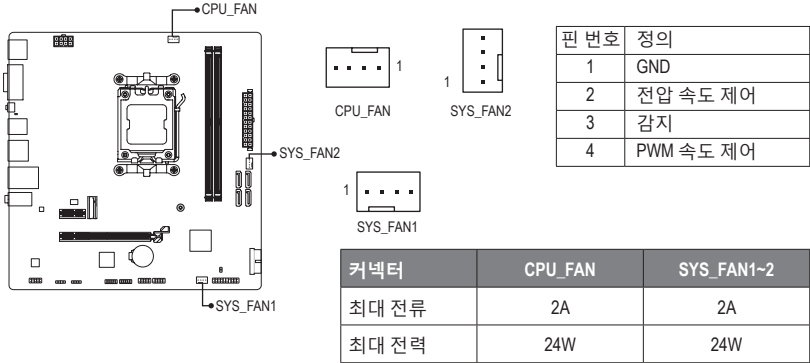 CPU_FAN
SYS_FAN2
SYS_FAN1
1
CPU_FAN
1
SYS_FAN2
1
SYS_FAN1
핀 번호 정의
1 GND
2 전압 속도 제어
3 감지
4 PWM 속도 제어
커넥터 CPU_FAN SYS_FAN1~2
최대 전류 2A 2A
최대 전력 24W 24W